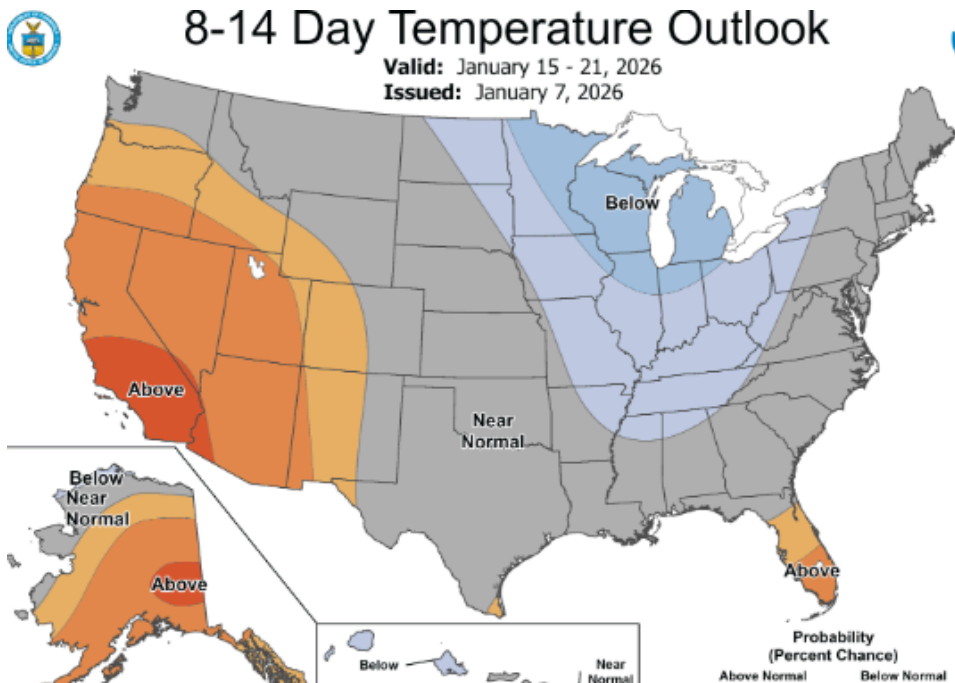 8-14 Day Temperature Outlook
Valid: January 15 - 21, 2026
Issued: January 7, 2026
Below
Above
Near
Normal
Below
Near
Normal
Above
Above
Below
Near
Normal
Probability
(Percent Chance)
Above Normal Below Normal